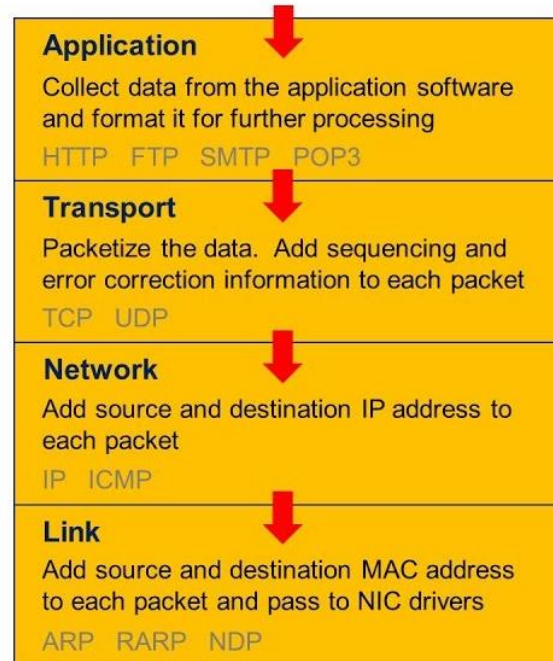 Application
Collect data from the application software
and format it for further processing
HTTP FTP SMTP POP3
Transport
Packetize the data. Add sequencing and
error correction information to each packet
TCP UDP
Network
Add source and destination IP address to
each packet
IP ICMP
Link
Add source and destination MAC address
to each packet and pass to NIC drivers
ARP RARP NDP